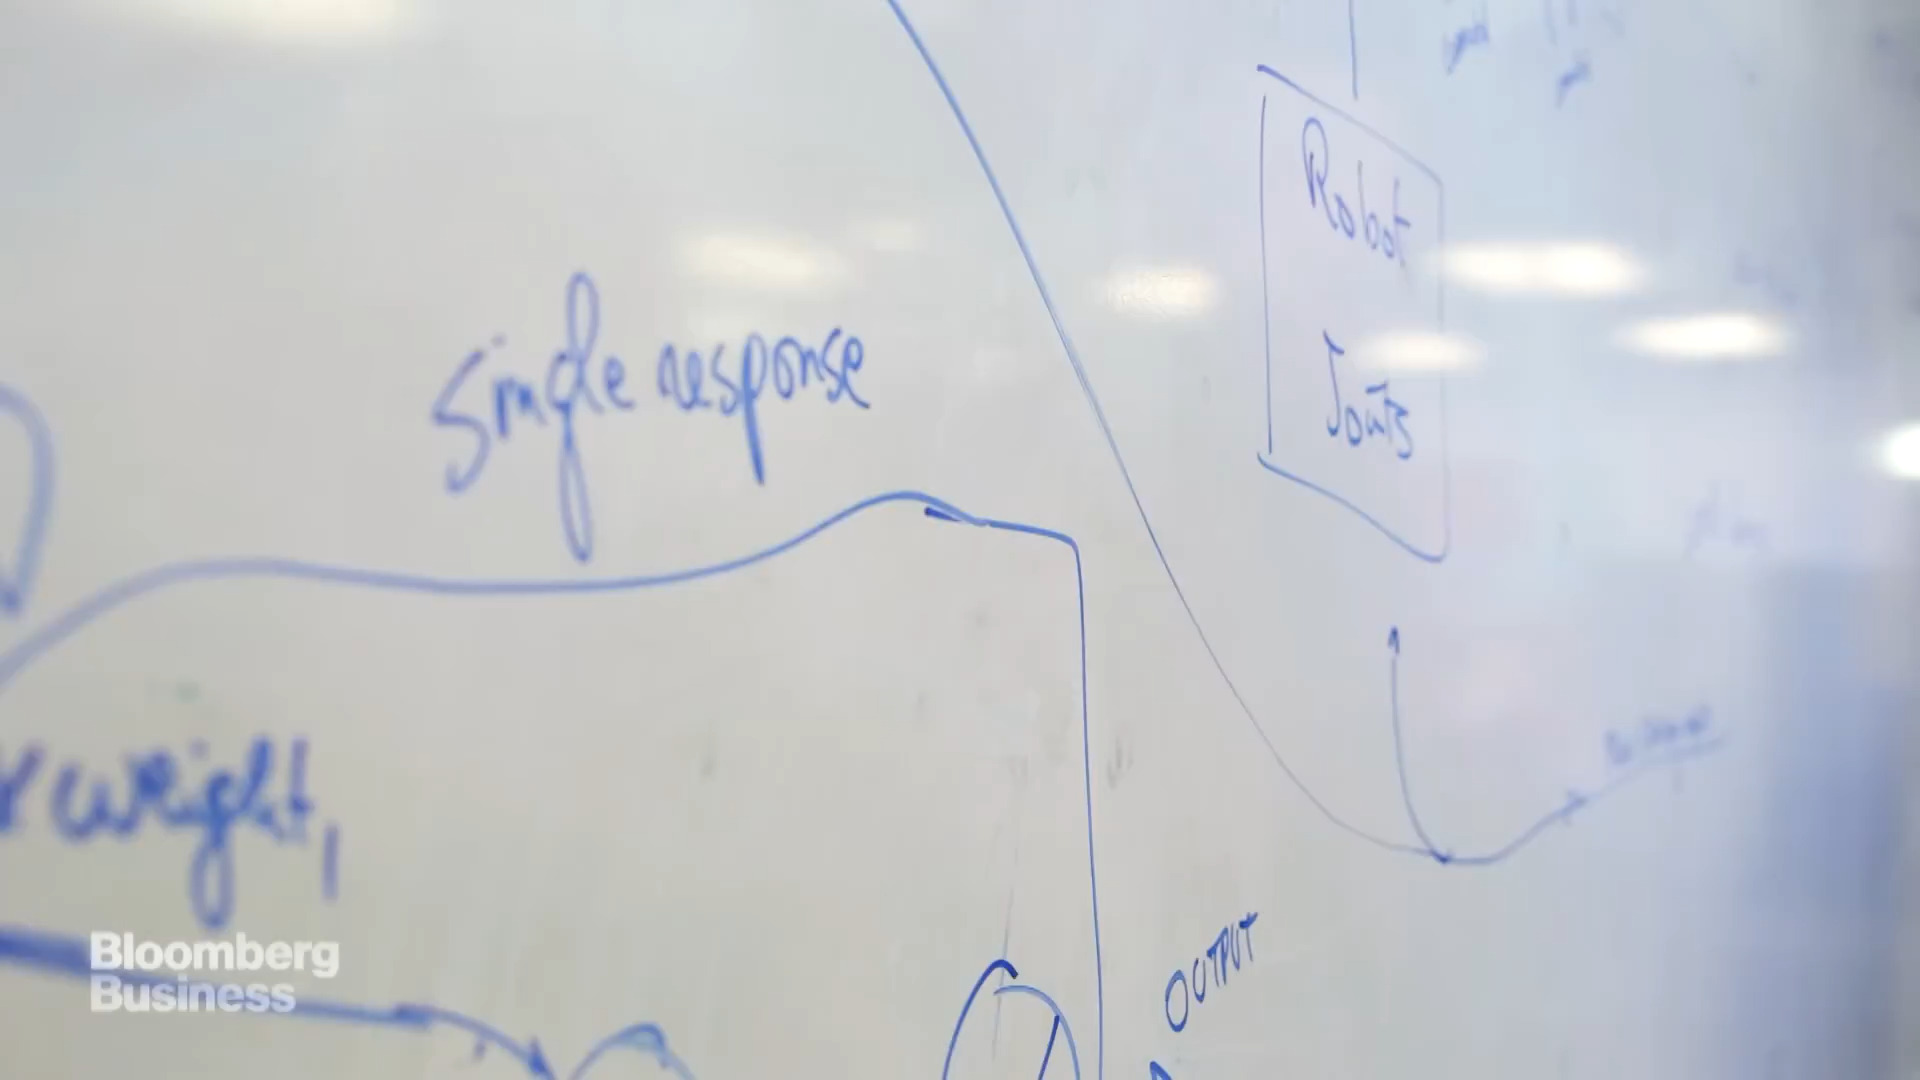 Robot
Joints
single response
weight,
OUTPUT
Bloomberg
Business